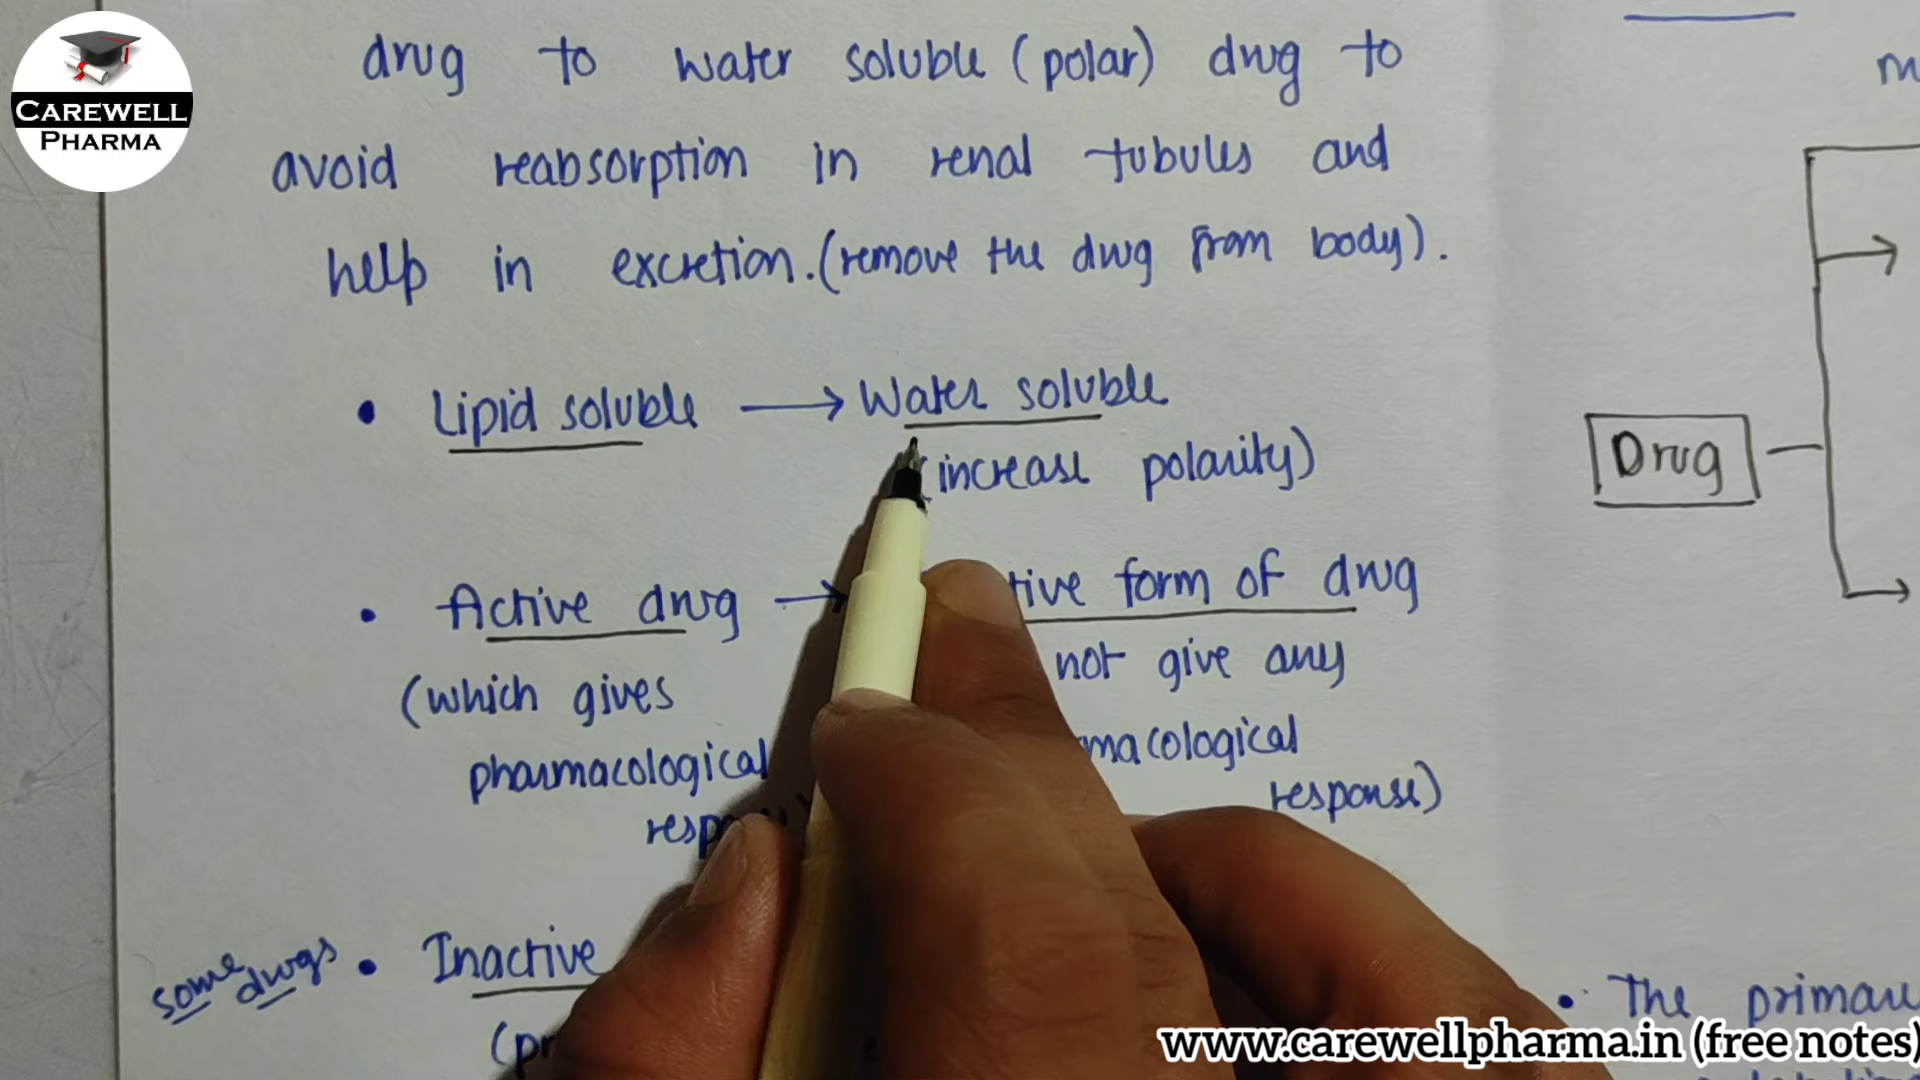 CAREWELL
PHARMA
drug to water soluble (polar) drug to
avoid reabsorption in renal tubules and
help in excretion. (remove the drug from body).
• Lipid soluble → Water soluble
(increase polarity)
• Active drug → tive form of drug
(which gives not give any
pharmacological macological
response)
some drugs • Inactive
Drug
• The
www.carewellpharma.in (free notes)